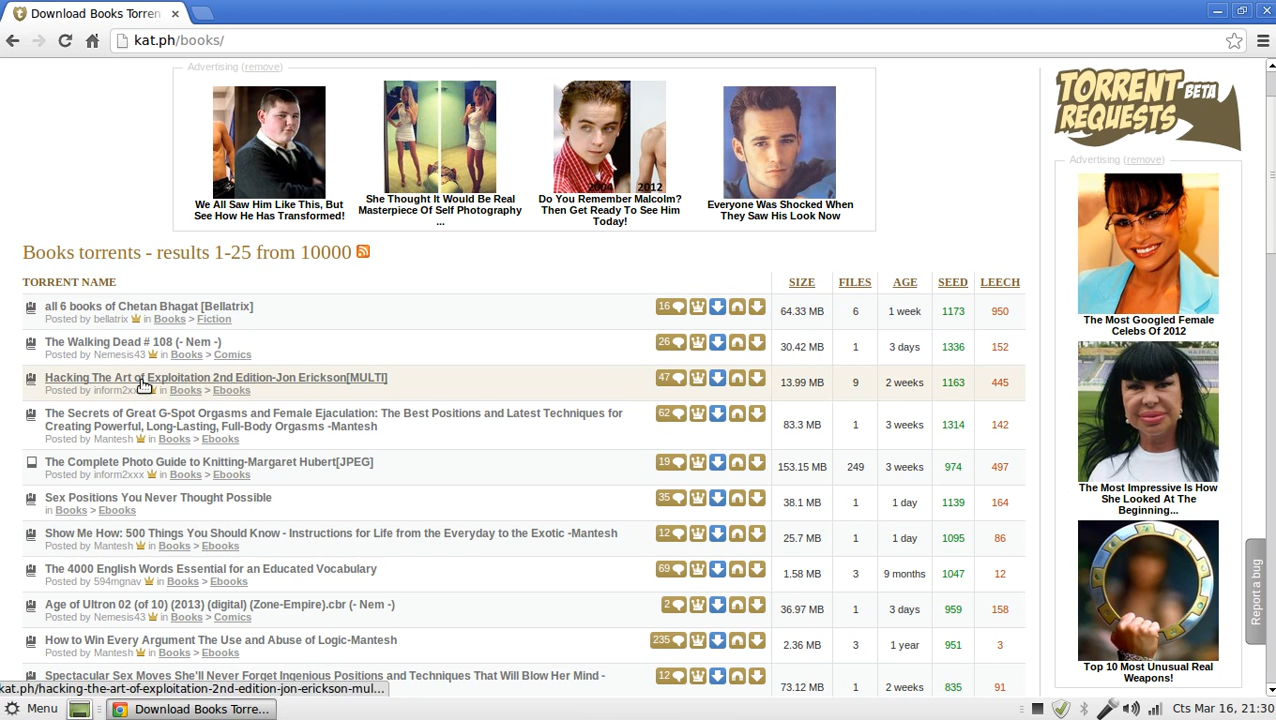 Download Books Torren
kat.ph/books/
Advertising (remove)
We All Saw Him Like This, But
See How He Has Transformed!
She Thought It Would Be Real
Masterpiece Of Self Photography
...
2004 2012
Do You Remember Malcolm?
Then Get Ready To See Him
Today!
Everyone Was Shocked When
They Saw His Look Now
TORRENT BETA
REQUESTS
Advertising (remove)
The Most Googled Female
Celebs Of 2012
The Most Impressive Is How
She Looked At The
Beginning...
Top 10 Most Unusual Real
Weapons!
Report a bug
Books torrents - results 1-25 from 10000
TORRENT NAME SIZE FILES AGE SEED LEECH
all 6 books of Chetan Bhagat [Bellatrix] 16 64.33 MB 6 1 week 1173 950
Posted by bellatrix in Books > Fiction
The Walking Dead # 108 (- Nem -) 26 30.42 MB 1 3 days 1336 152
Posted by Nemesis43 in Books > Comics
Hacking The Art of Exploitation 2nd Edition-Jon Erickson[MULTI] 47 13.99 MB 9 2 weeks 1163 445
Posted by inform2xxx in Books > Ebooks
The Secrets of Great G-Spot Orgasms and Female Ejaculation: The Best Positions and Latest Techniques for 62 83.3 MB 1 3 weeks 1314 142
Creating Powerful, Long-Lasting, Full-Body Orgasms -Mantesh
Posted by Mantesh in Books > Ebooks
The Complete Photo Guide to Knitting-Margaret Hubert[JPEG] 19 153.15 MB 249 3 weeks 974 497
Posted by inform2xxx in Books > Ebooks
Sex Positions You Never Thought Possible 35 38.1 MB 1 1 day 1139 164
in Books > Ebooks
Show Me How: 500 Things You Should Know - Instructions for Life from the Everyday to the Exotic -Mantesh 12 25.7 MB 1 1 day 1095 86
Posted by Mantesh in Books > Ebooks
The 4000 English Words Essential for an Educated Vocabulary 69 1.58 MB 3 9 months 1047 12
Posted by 594mgnav in Books > Ebooks
Age of Ultron 02 (of 10) (2013) (digital) (Zone-Empire).cbr (- Nem -) 2 36.97 MB 1 3 days 959 158
Posted by Nemesis43 in Books > Comics
How to Win Every Argument The Use and Abuse of Logic-Mantesh 235 2.36 MB 3 1 year 951 3
Posted by Mantesh in Books > Ebooks
Spectacular Sex Moves She'll Never Forget Ingenious Positions and Techniques That Will Blow Her Mind - 12 73.12 MB 1 2 weeks 835 91
kat.ph/hacking-the-art-of-exploitation-2nd-edition-jon-erickson-mul...
Menu Download Books Torre... Cts Mar 16, 21:30